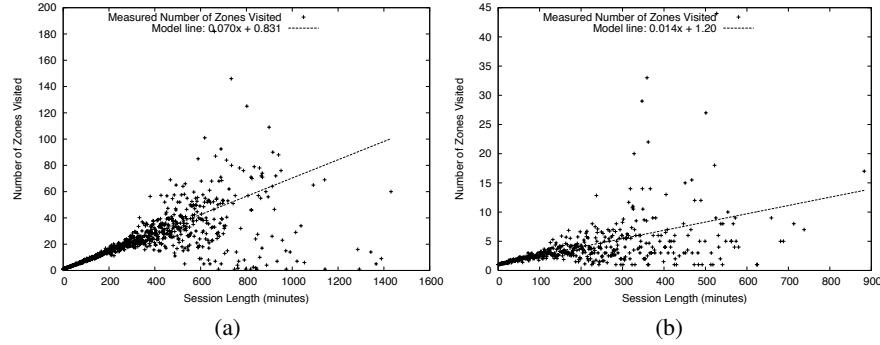 Measured Number of Zones Visited
Model line: 0.070x + 0.831
Number of Zones Visited
200
180
160
140
120
100
80
60
40
20
0
0 200 400 600 800 1000 1200 1400 1600
Session Length (minutes)
(a)
Measured Number of Zones Visited
Model line: 0.014x + 1.20
Number of Zones Visited
45
40
35
30
25
20
15
10
5
0
0 100 200 300 400 500 600 700 800 900
Session Length (minutes)
(b)